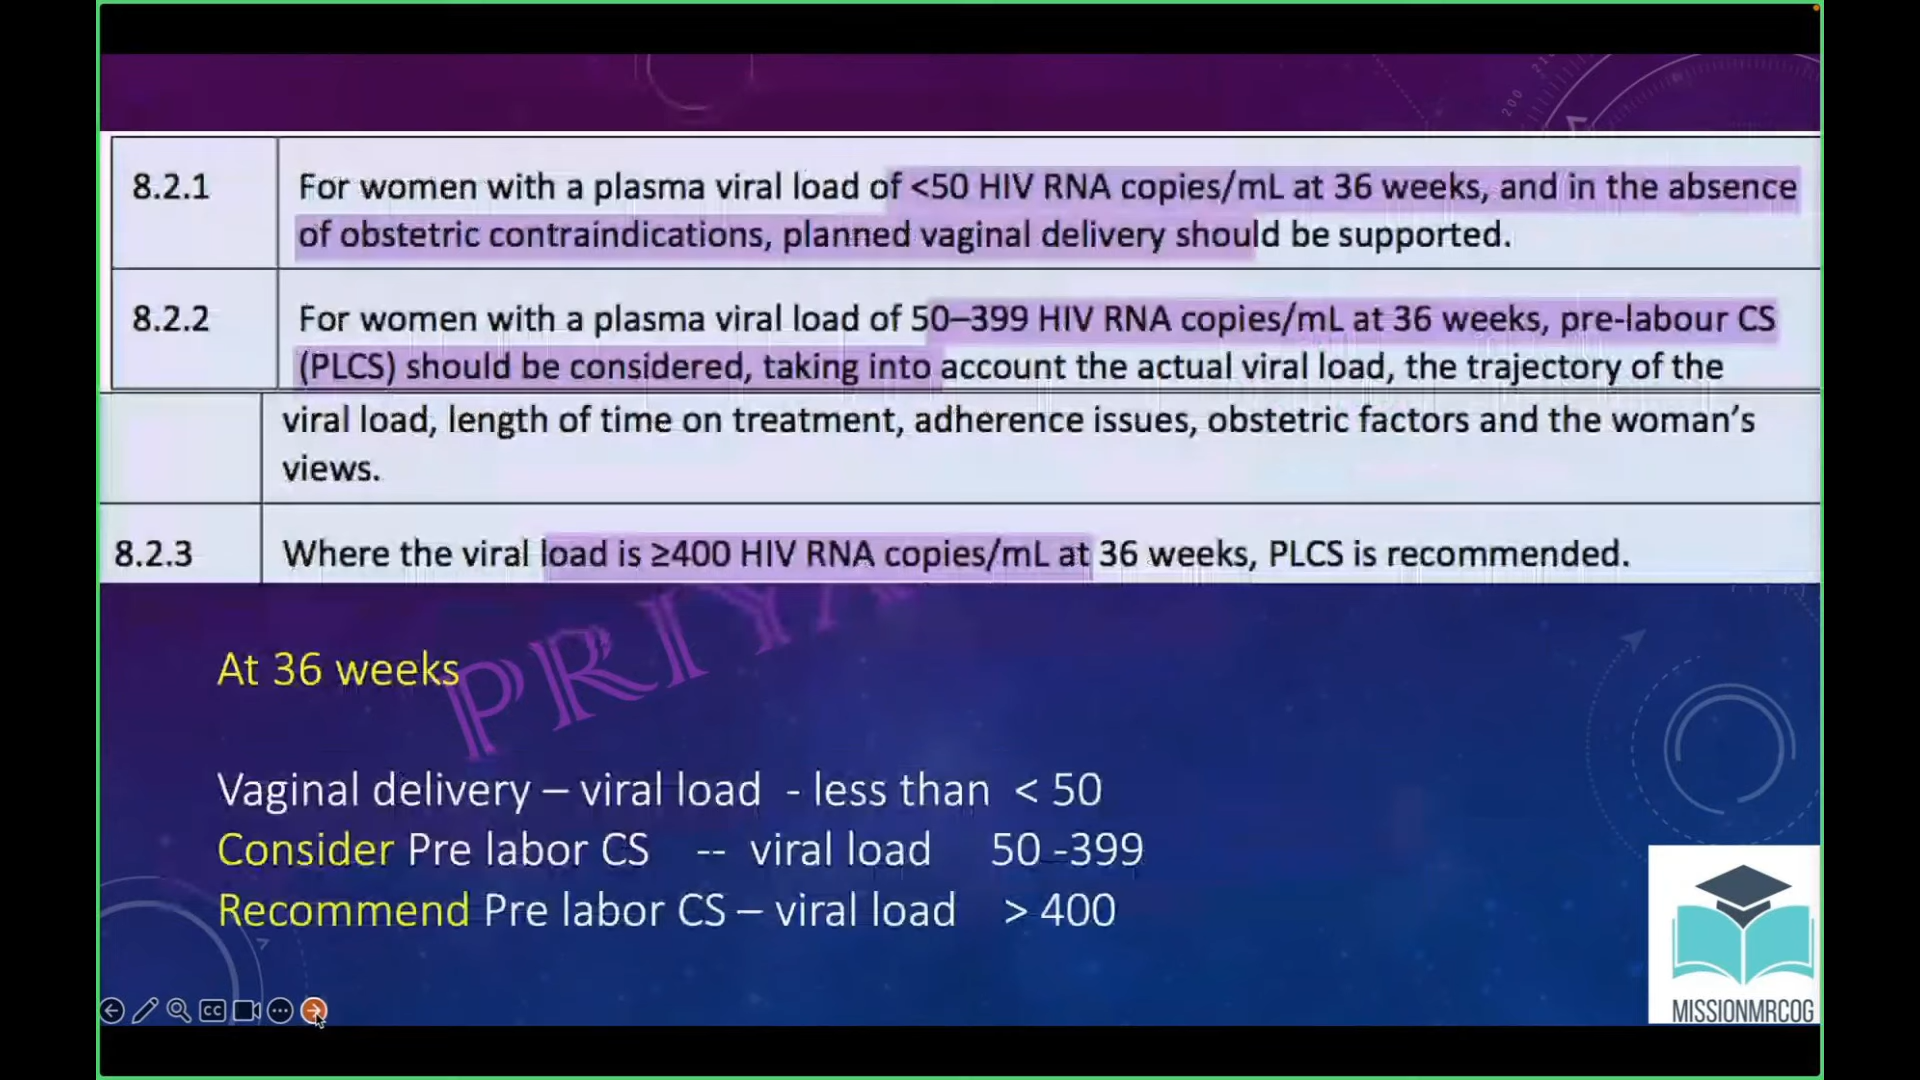 8.2.1 For women with a plasma viral load of <50 HIV RNA copies/mL at 36 weeks, and in the absence
of obstetric contraindications, planned vaginal delivery should be supported.
8.2.2 For women with a plasma viral load of 50–399 HIV RNA copies/mL at 36 weeks, pre-labour CS
(PLCS) should be considered, taking into account the actual viral load, the trajectory of the
viral load, length of time on treatment, adherence issues, obstetric factors and the woman’s
views.
8.2.3 Where the viral load is ≥400 HIV RNA copies/mL at 36 weeks, PLCS is recommended.
At 36 weeks
Vaginal delivery – viral load - less than < 50
Consider Pre labor CS -- viral load 50 -399
Recommend Pre labor CS – viral load > 400
MISSIONMRCOG
CC
200